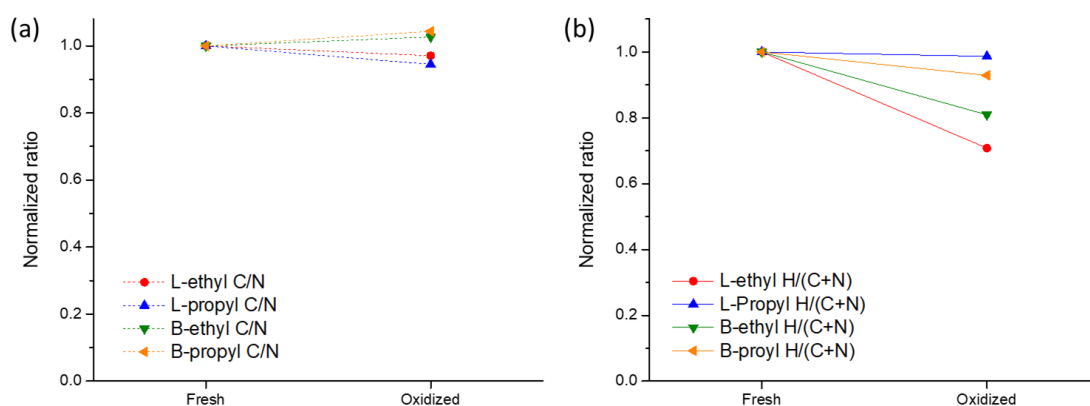 (a)
Normalized ratio
1.0
0.8
0.6
0.4
0.2
0.0
L-ethyl C/N
L-propyl C/N
B-ethyl C/N
B-propyl C/N
Fresh
Oxidized
(b)
Normalized ratio
1.0
0.8
0.6
0.4
0.2
0.0
L-ethyl H/(C+N)
L-Propyl H/(C+N)
B-ethyl H/(C+N)
B-proyl H/(C+N)
Fresh
Oxidized